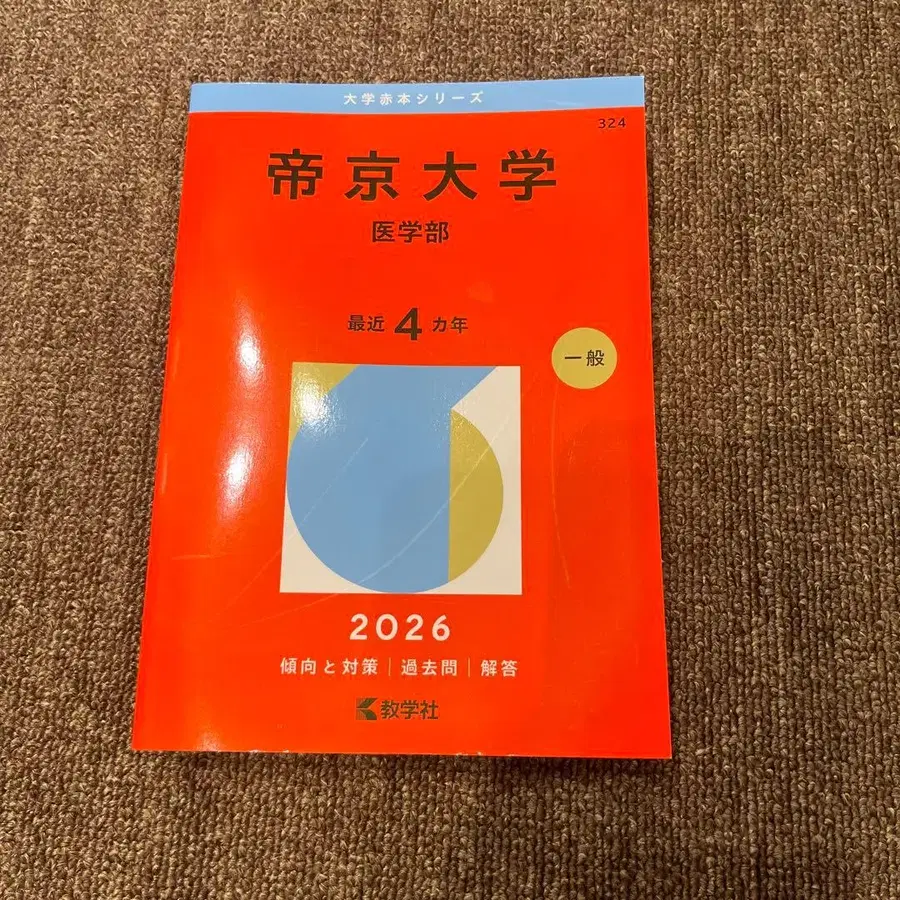 大学赤本シリーズ
324
帝京大学
医学部
最近4カ年
一般
2026
傾向と対策|過去問|解答
教学社